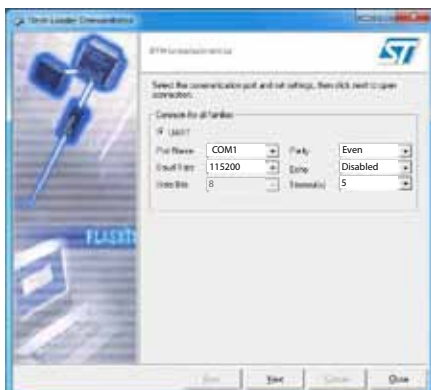 Flash Loader Demonstrator
ST
Select the communication port and set settings, then click next to open connection.
Common for all families
UART
Port Name COM1 Parity Even
Baud Rate 115200 Echo Disabled
Data Bits 8 Timeout(s) 5
FLASH
Back Next Cancel Close